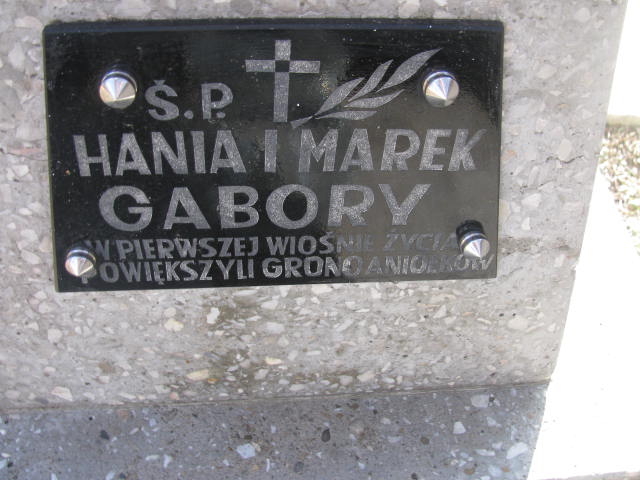 Ś.P.
HANIA I MAREK
GABORY
W PIERWSZEJ WIOŚNIE ŻYCIA
POWIĘKSZYLI GRONO ANIOŁKÓW